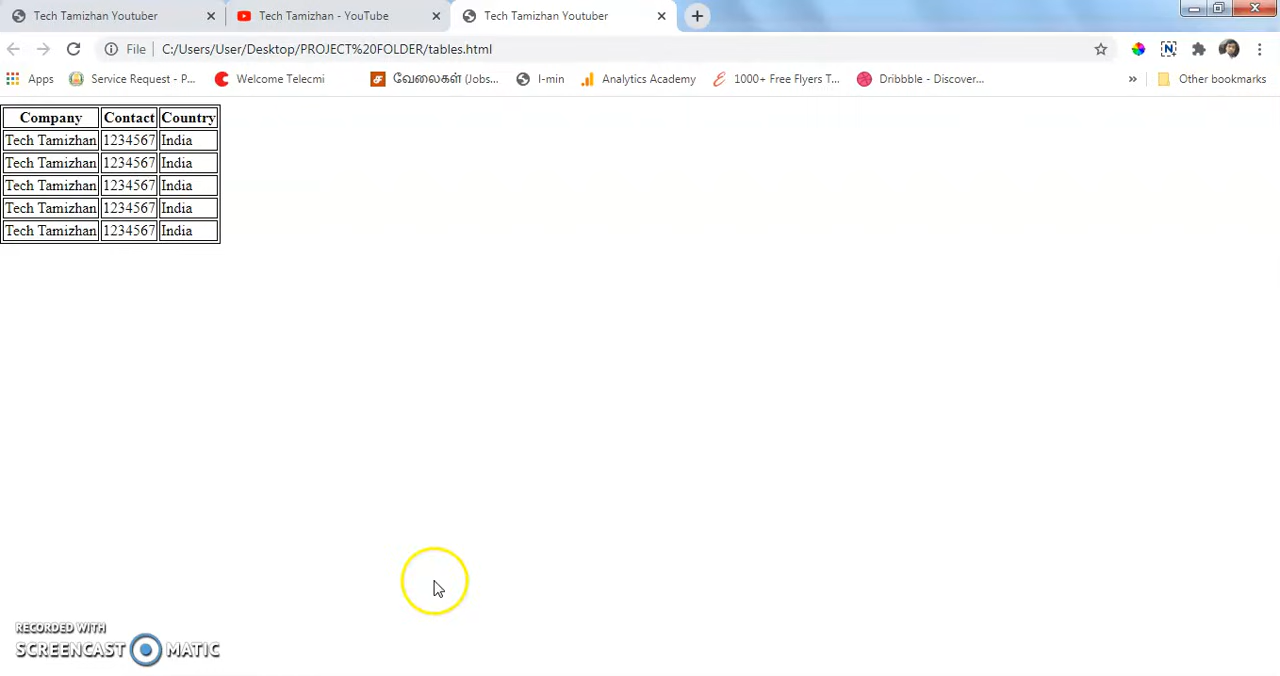 Tech Tamizhan Youtuber
Tech Tamizhan - YouTube
Tech Tamizhan Youtuber
File
C:/Users/User/Desktop/PROJECT%20FOLDER/tables.html
Apps
Service Request - P...
Welcome Telecmi
வேலைகள் (Jobs...
I-min
Analytics Academy
1000+ Free Flyers T...
Dribbble - Discover...
»
Other bookmarks
Company Contact Country
Tech Tamizhan 1234567 India
Tech Tamizhan 1234567 India
Tech Tamizhan 1234567 India
Tech Tamizhan 1234567 India
Tech Tamizhan 1234567 India
RECORDED WITH
SCREENCAST MATIC